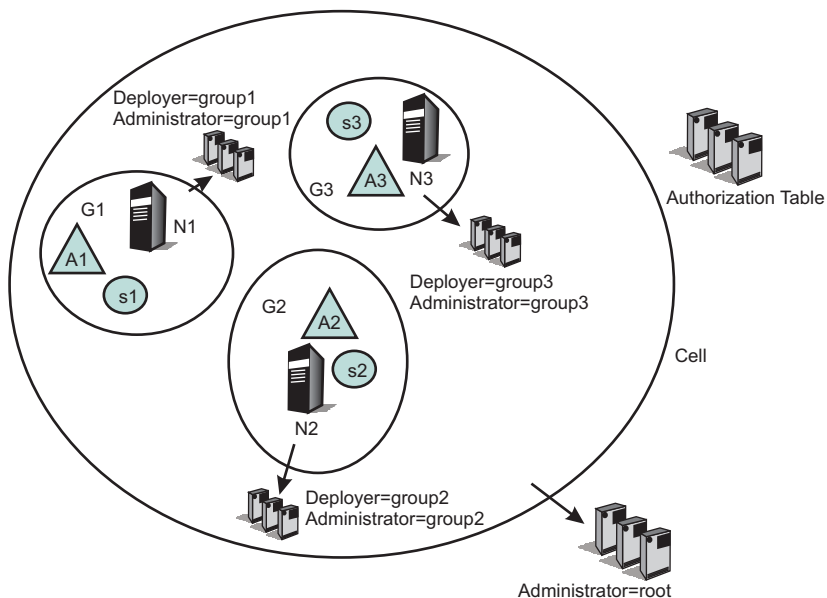 Deployer=group1
Administrator=group1
s3
G3
A3
N3
Authorization Table
G1
N1
A1
s1
Deployer=group3
Administrator=group3
G2
A2
s2
N2
Cell
Deployer=group2
Administrator=group2
Administrator=root